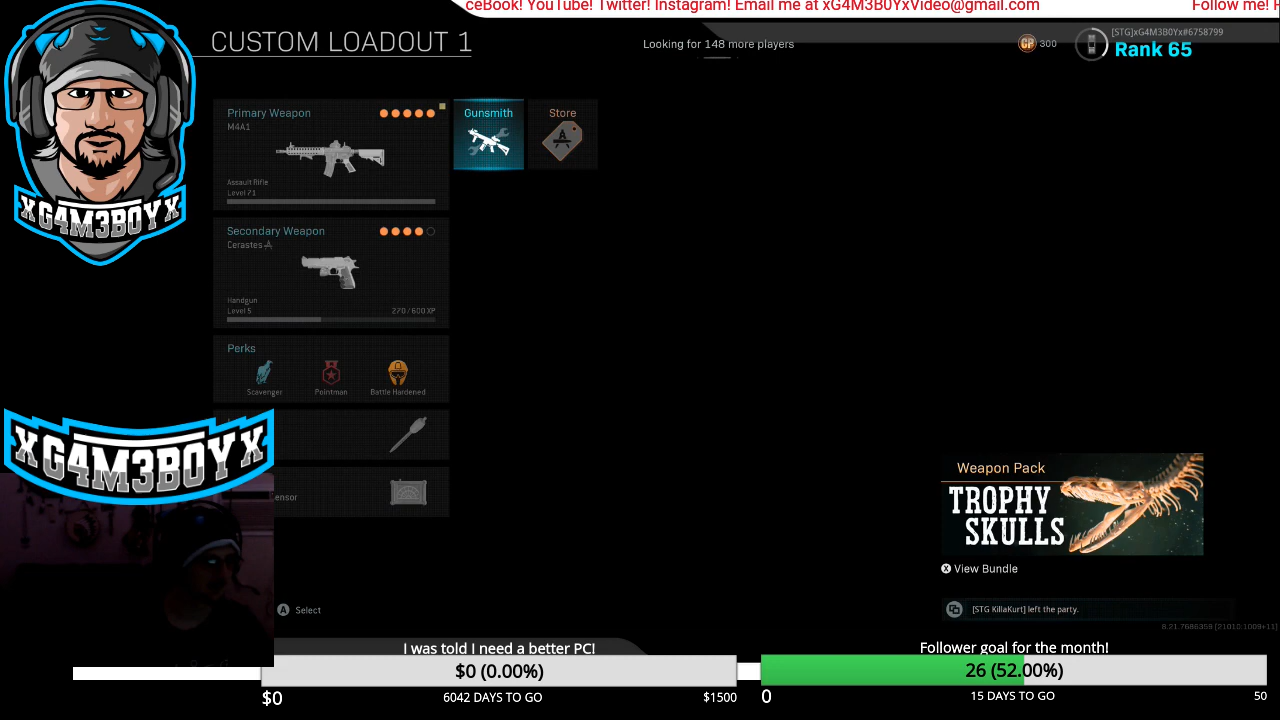 ceBook! YouTube! Twitter! Instagram! Email me at xG4M3B0YxVideo@gmail.com
Follow me!
CUSTOM LOADOUT 1
Looking for 148 more players
CP 300
[STG]xG4M3B0Yx#6758799
Rank 65
Primary Weapon
M4A1
Assault Rifle
Level 71
Gunsmith
Store
XG4M3BOYX
Secondary Weapon
Cerastes
Handgun
Level 5
270/600 XP
Perks
Scavenger
Pointman
Battle Hardened
XG4M3BOYX
ensor
Weapon Pack
TROPHY
SKULLS
X View Bundle
A Select
[STG KillaKurt] left the party.
I was told I need a better PC!
$0 (0.00%)
$0
6042 DAYS TO GO
$1500
Follower goal for the month!
26 (52.00%)
0
15 DAYS TO GO
50